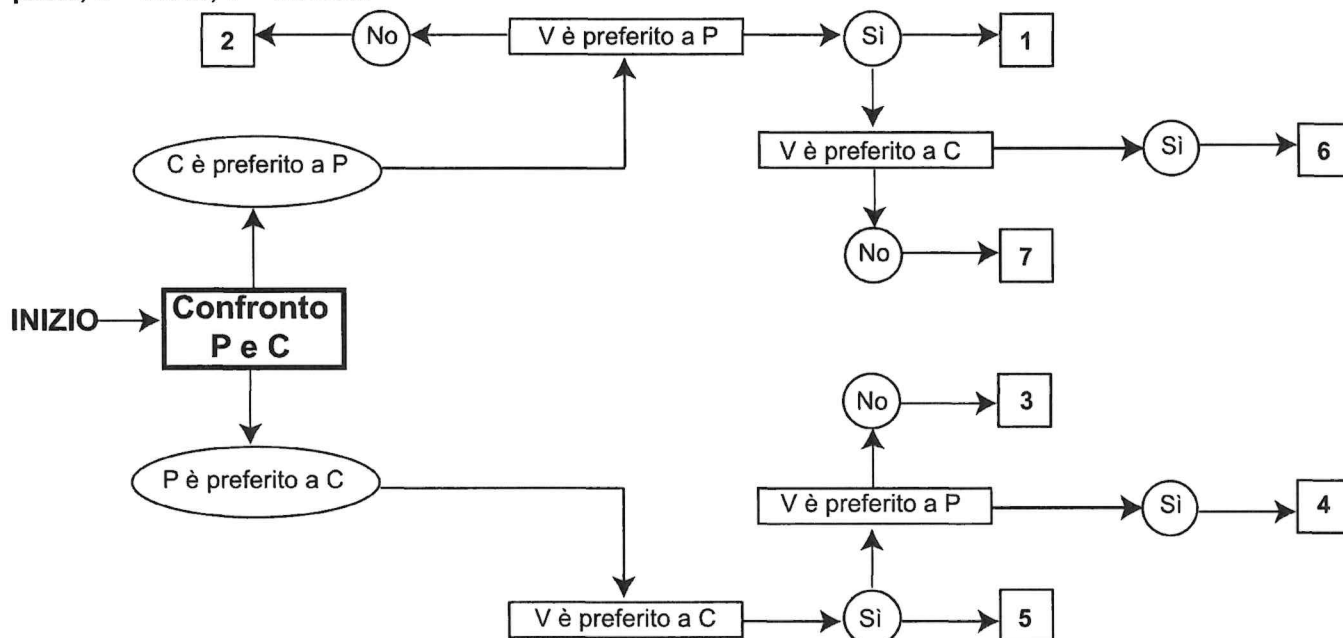 2
No
V è preferito a P
Sì
1
V è preferito a C
Sì
6
C è preferito a P
No
7
INIZIO
Confronto
P e C
No
3
P è preferito a C
V è preferito a P
Sì
4
V è preferito a C
Sì
5